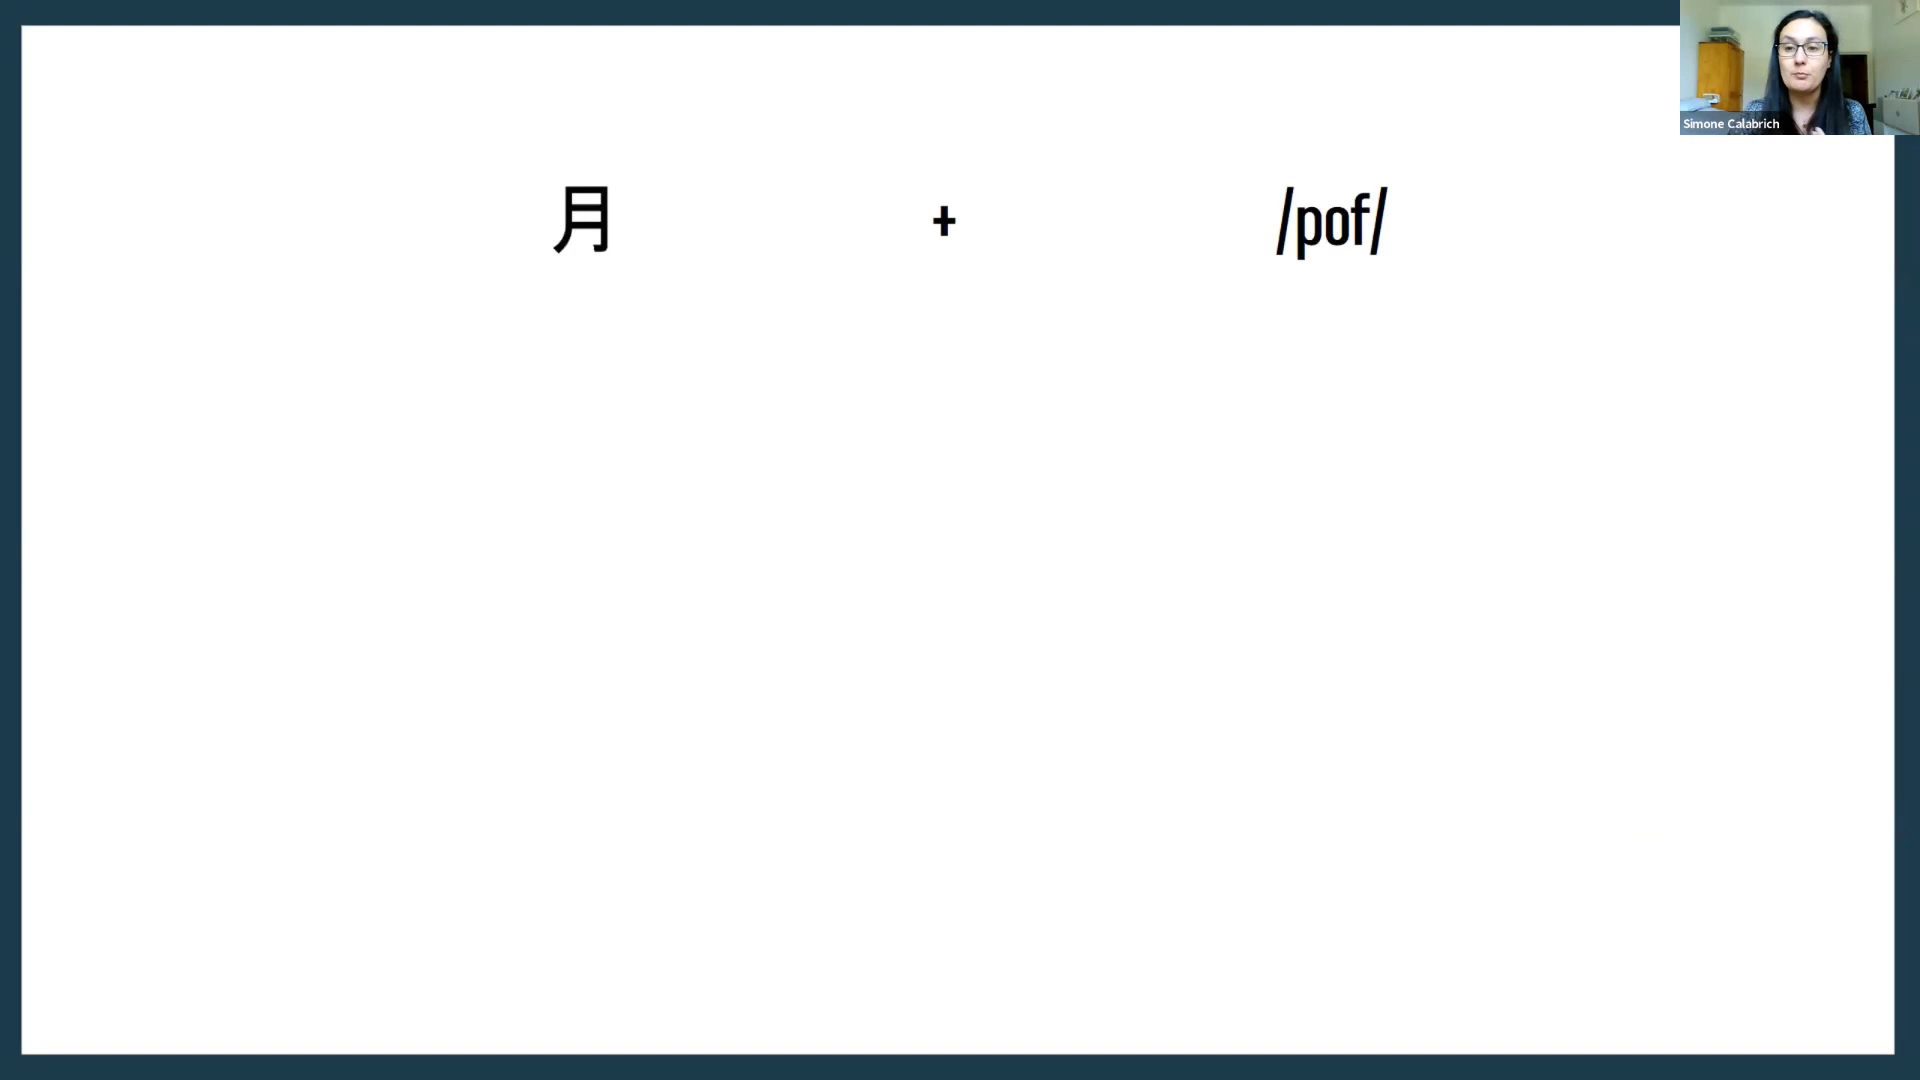 Simone Calabrich
月 + /pof/